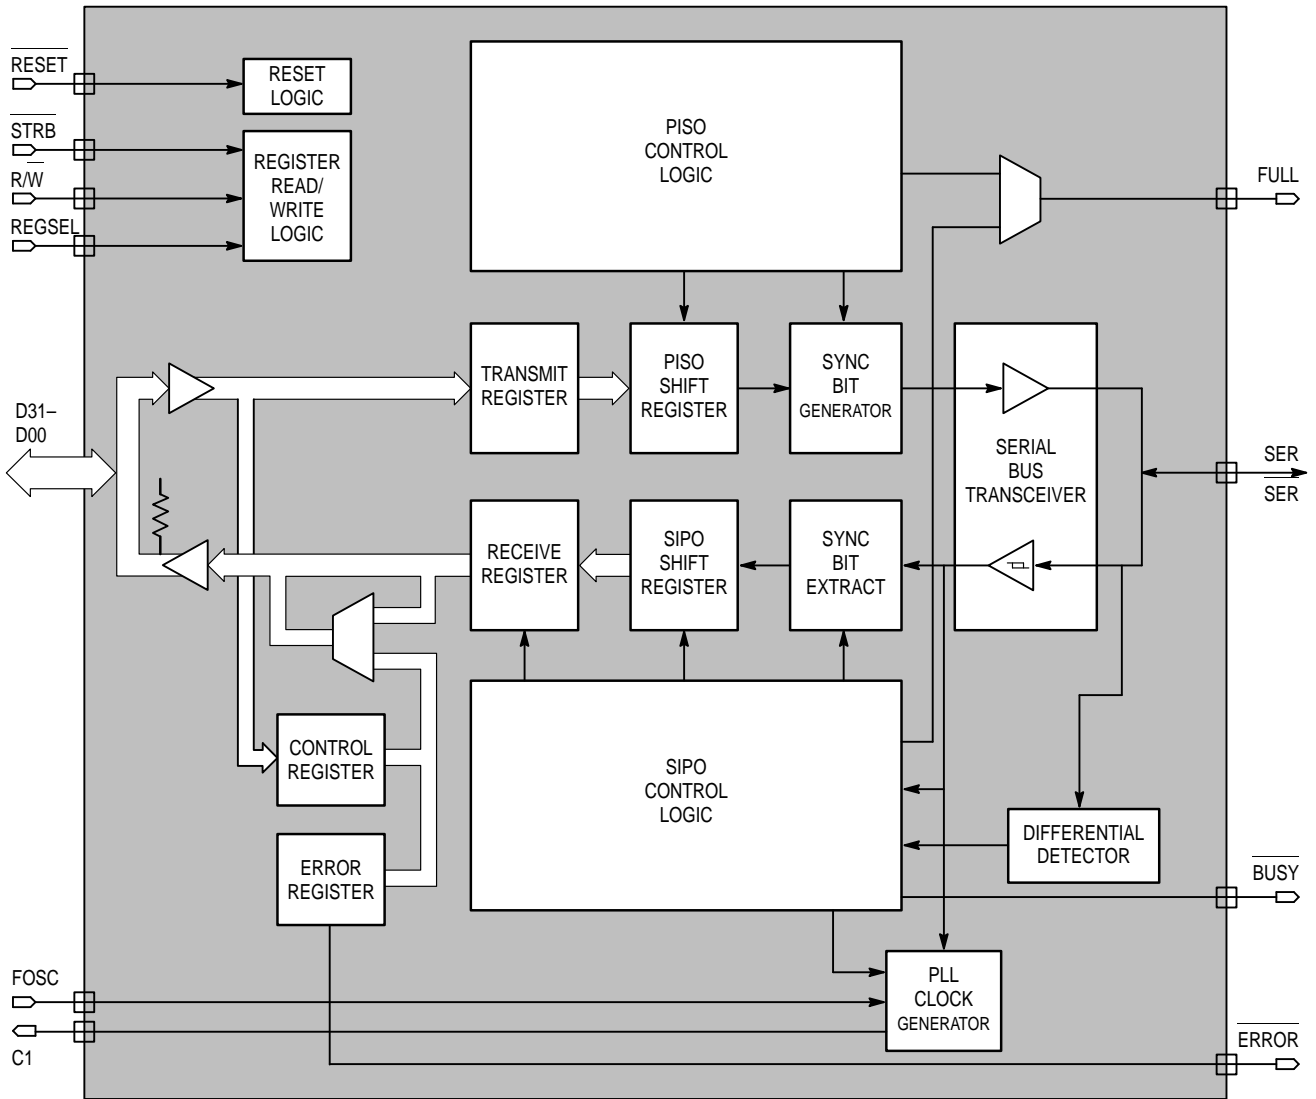 RESET
RESET
LOGIC
STRB
R/W
REGSEL
REGISTER
READ/
WRITE
LOGIC
PISO
CONTROL
LOGIC
FULL
D31–
D00
TRANSMIT
REGISTER
PISO
SHIFT
REGISTER
SYNC
BIT
GENERATOR
SERIAL
BUS
TRANSCEIVER
SER
SER
RECEIVE
REGISTER
SIPO
SHIFT
REGISTER
SYNC
BIT
EXTRACT
CONTROL
REGISTER
SIPO
CONTROL
LOGIC
DIFFERENTIAL
DETECTOR
ERROR
REGISTER
BUSY
FOSC
C1
PLL
CLOCK
GENERATOR
ERROR